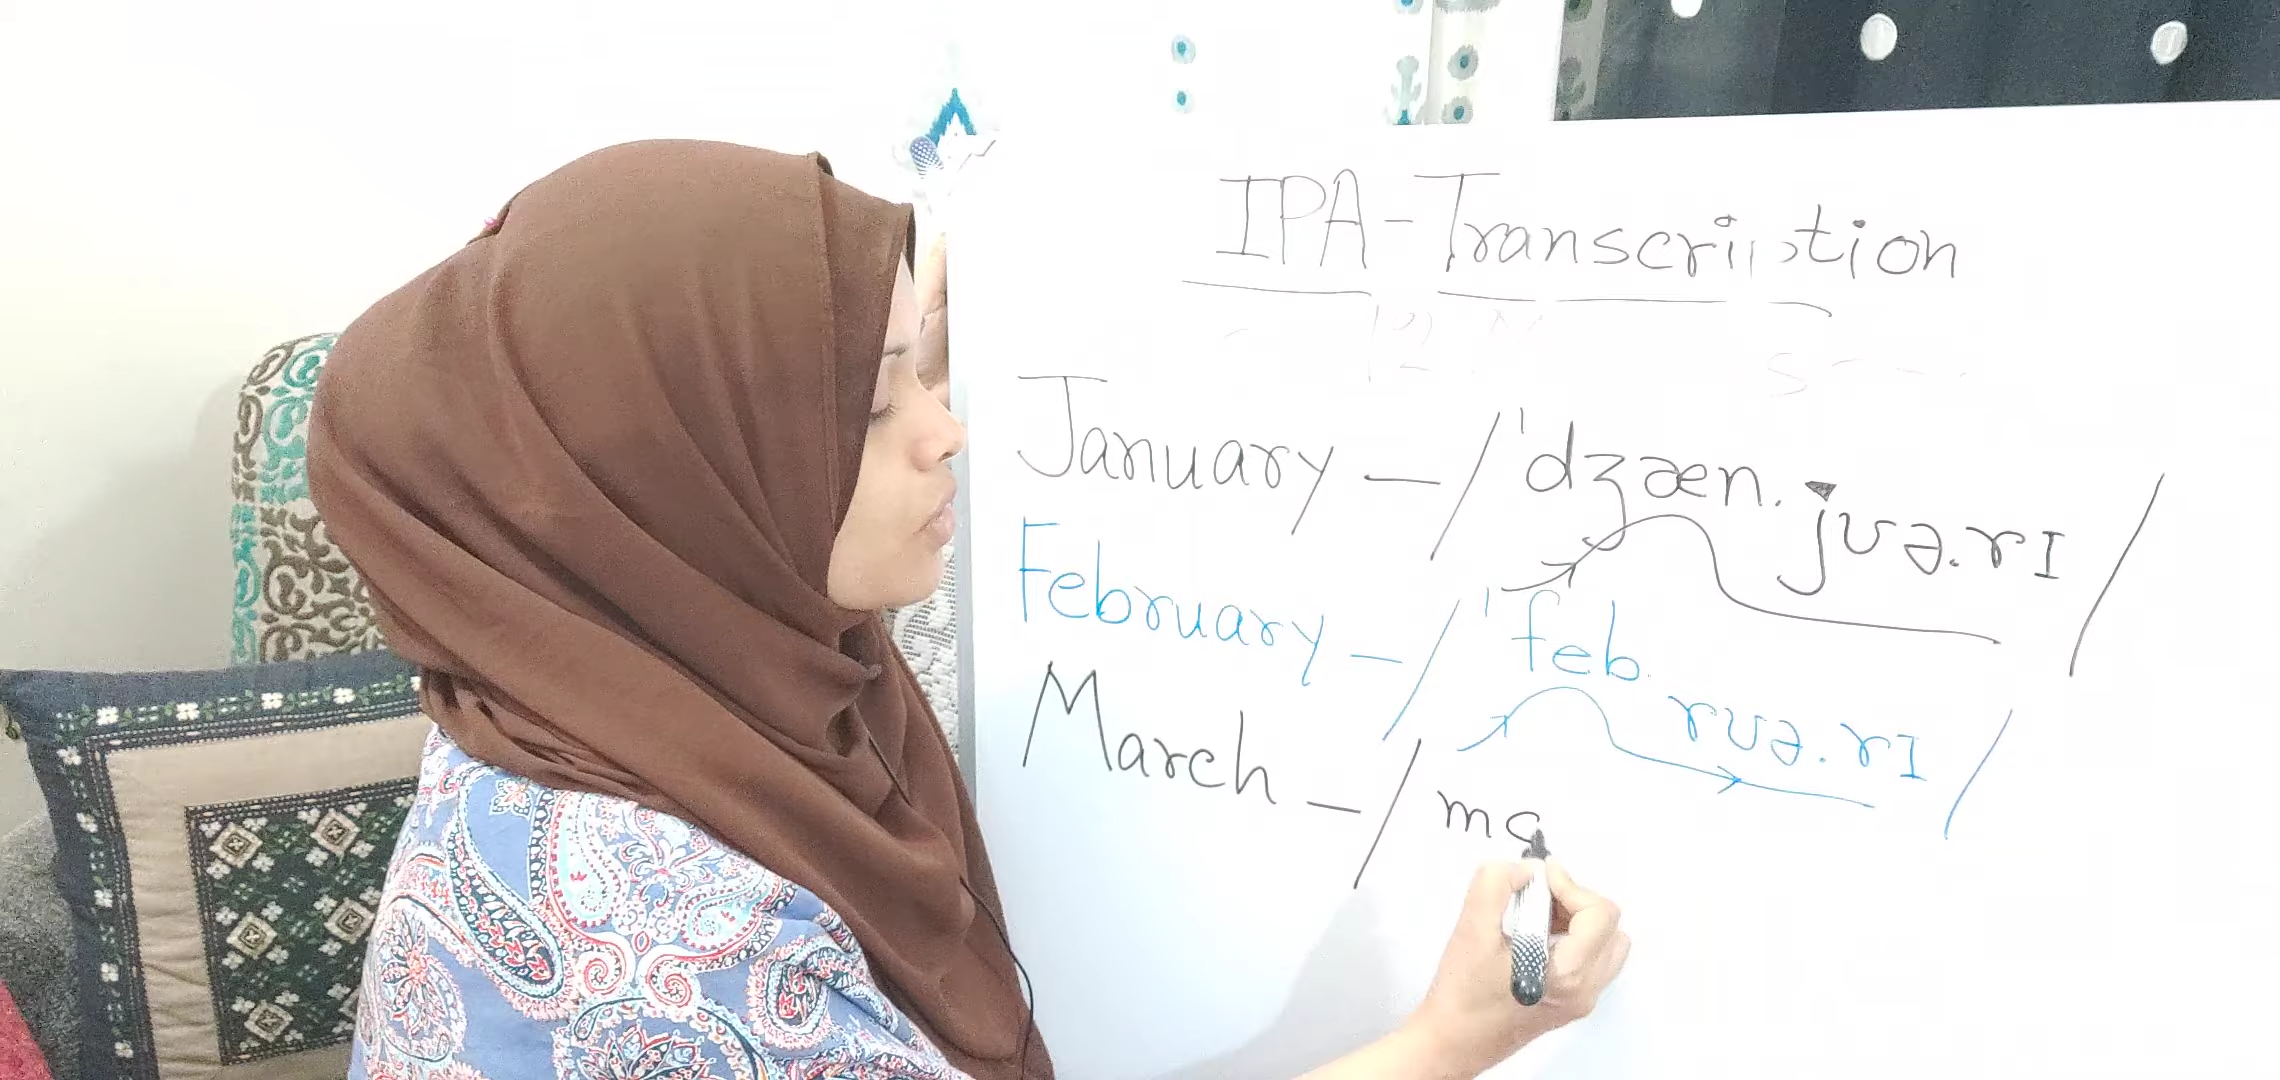 IPA-Transcription
January - /ˈdʒæn.jʊə.rɪ/
February - /ˈfeb.rʊə.rɪ/
March - / mɑ